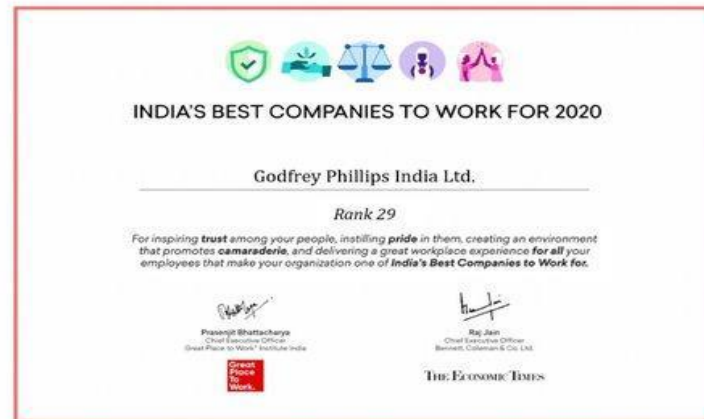 INDIA'S BEST COMPANIES TO WORK FOR 2020
Godfrey Phillips India Ltd.
Rank 29
For inspiring trust among your people, instilling pride in them, creating an environment
that promotes camaraderie, and delivering a great workplace experience for all your
employees that make your organization one of India's Best Companies to Work for.
Prasenjit Bhattacharya
Chief Executive Officer
Great Place to Work® Institute India
Great
Place
To
Work.
Raj Jain
Chief Executive Officer
Bennett, Coleman & Co. Ltd.
THE ECONOMIC TIMES